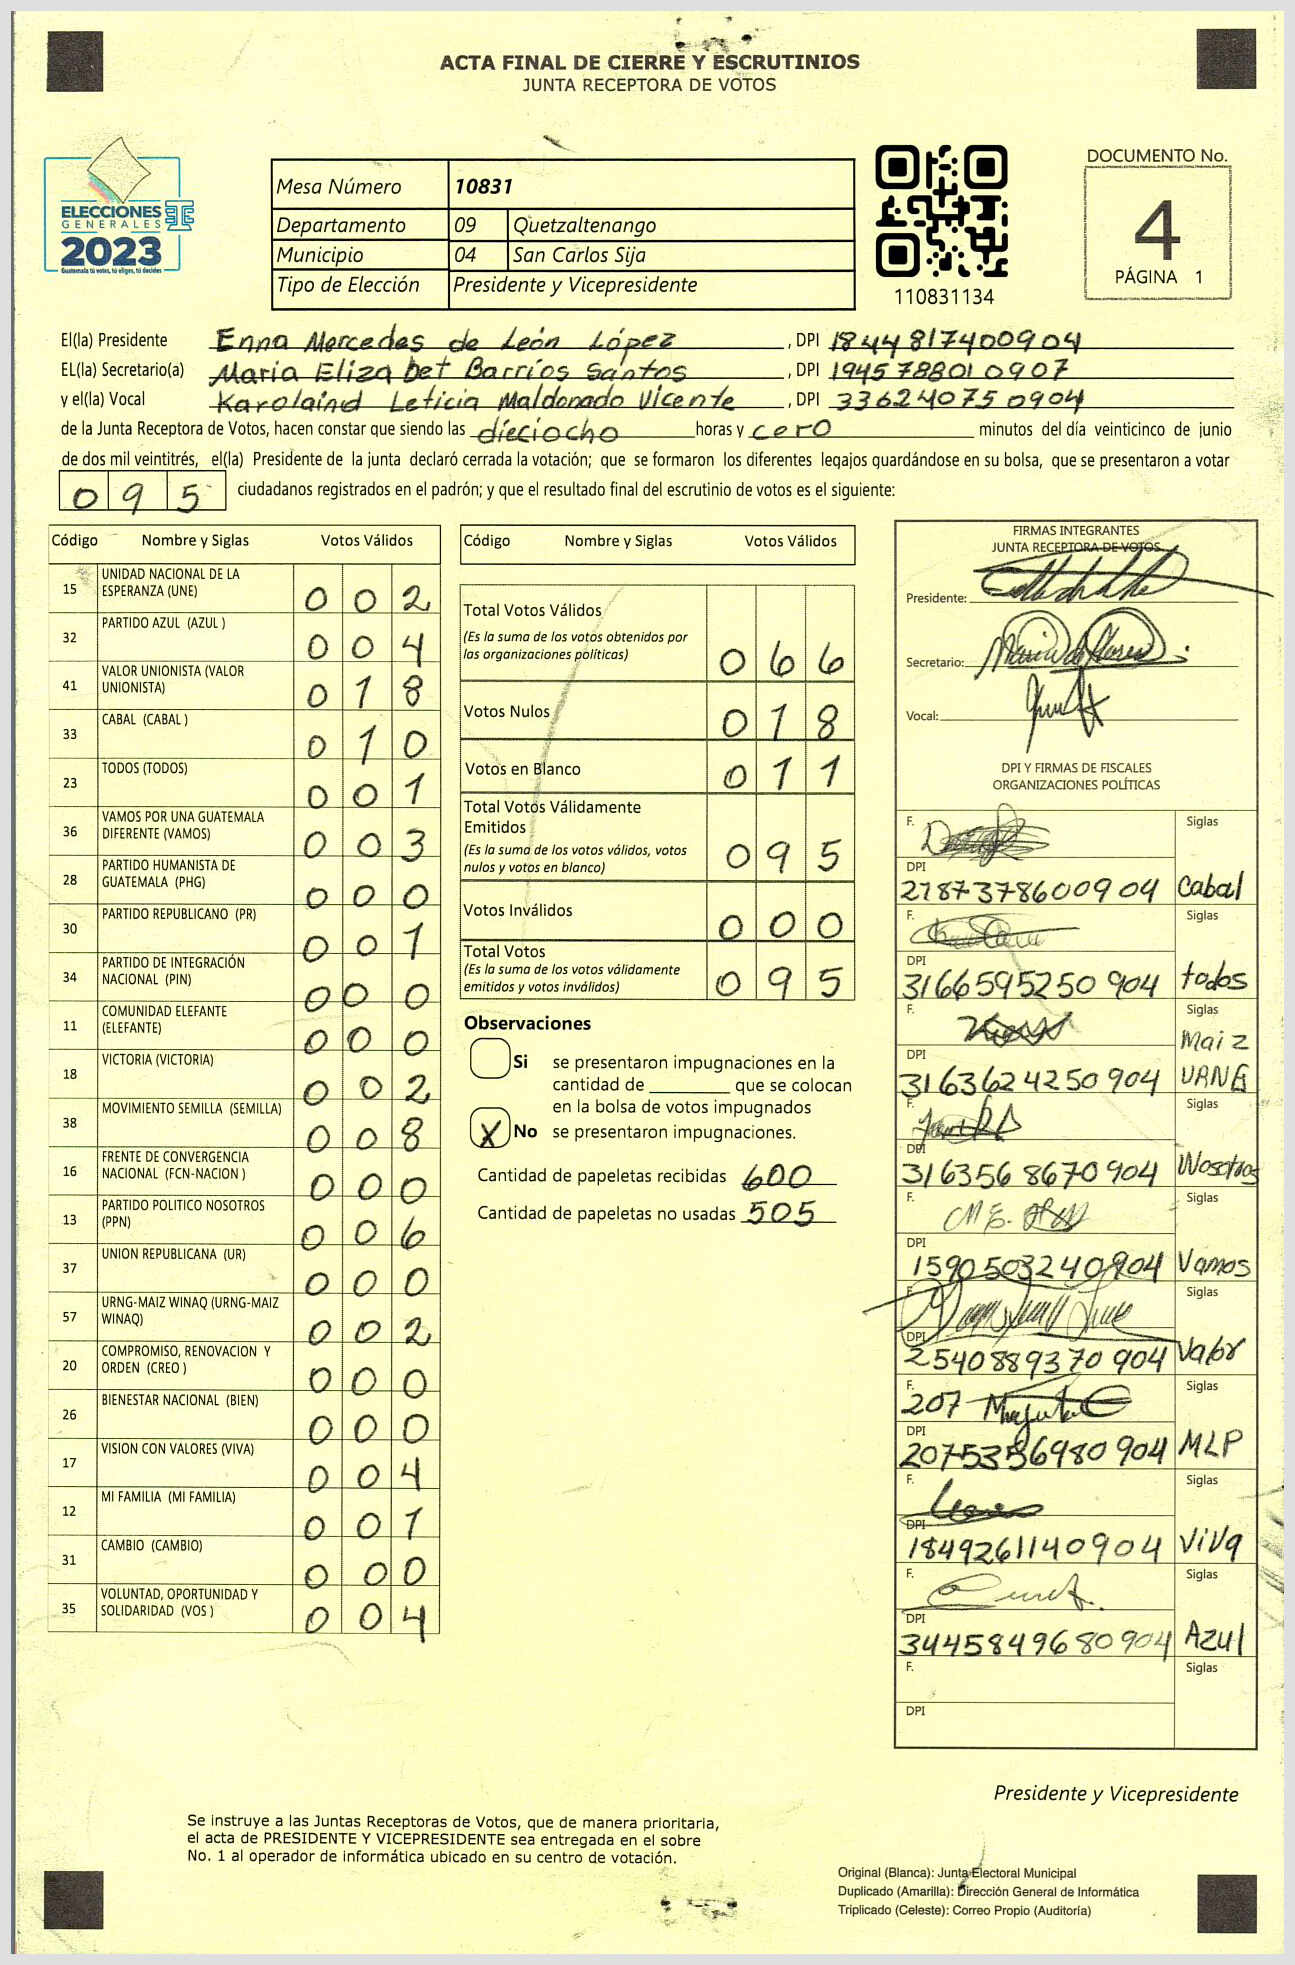 ACTA FINAL DE CIERRE Y ESCRUTINIOS
JUNTA RECEPTORA DE VOTOS
DOCUMENTO No.
4
PÁGINA 1
ELECCIONES
GENERALES
2023
Guatemala tú votas, tú eliges, tú decides
Mesa Número 10831
Departamento 09 Quetzaltenango
Municipio 04 San Carlos Sija
Tipo de Elección Presidente y Vicepresidente
110831134
El(la) Presidente Enna Mercedes de León López, DPI 1844817400904
EL(la) Secretario(a) Maria Elizabet Barrios Santos, DPI 1945788010907
y el(la) Vocal Karolaind Leticia Maldonado Vicente, DPI 336240750904
de la Junta Receptora de Votos, hacen constar que siendo las dieciocho horas y cero minutos del día veinticinco de junio
de dos mil veintitrés, el(la) Presidente de la junta declaró cerrada la votación; que se formaron los diferentes legajos guardándose en su bolsa, que se presentaron a votar
095 ciudadanos registrados en el padrón; y que el resultado final del escrutinio de votos es el siguiente:
Código Nombre y Siglas Votos Válidos
15 UNIDAD NACIONAL DE LA ESPERANZA (UNE) 002
32 PARTIDO AZUL (AZUL ) 004
41 VALOR UNIONISTA (VALOR UNIONISTA) 018
33 CABAL (CABAL ) 010
23 TODOS (TODOS) 001
36 VAMOS POR UNA GUATEMALA DIFERENTE (VAMOS) 003
28 PARTIDO HUMANISTA DE GUATEMALA (PHG) 000
30 PARTIDO REPUBLICANO (PR) 001
34 PARTIDO DE INTEGRACIÓN NACIONAL (PIN) 000
11 COMUNIDAD ELEFANTE (ELEFANTE) 000
18 VICTORIA (VICTORIA) 002
38 MOVIMIENTO SEMILLA (SEMILLA) 008
16 FRENTE DE CONVERGENCIA NACIONAL (FCN-NACION ) 000
13 PARTIDO POLITICO NOSOTROS (PPN) 006
37 UNION REPUBLICANA (UR) 000
57 URNG-MAIZ WINAQ (URNG-MAIZ WINAQ) 002
20 COMPROMISO, RENOVACION Y ORDEN (CREO ) 000
26 BIENESTAR NACIONAL (BIEN) 000
17 VISION CON VALORES (VIVA) 004
12 MI FAMILIA (MI FAMILIA) 001
31 CAMBIO (CAMBIO) 000
35 VOLUNTAD, OPORTUNIDAD Y SOLIDARIDAD (VOS ) 004
Código Nombre y Siglas Votos Válidos
Total Votos Válidos 066
(Es la suma de los votos obtenidos por
las organizaciones políticas)
Votos Nulos 018
Votos en Blanco 011
Total Votos Válidamente
Emitidos 095
(Es la suma de los votos válidos, votos
nulos y votos en blanco)
Votos Inválidos 000
Total Votos 095
(Es la suma de los votos válidamente
emitidos y votos inválidos)
Observaciones
Si se presentaron impugnaciones en la
cantidad de ________ que se colocan
en la bolsa de votos impugnados
X No se presentaron impugnaciones.
Cantidad de papeletas recibidas 600
Cantidad de papeletas no usadas 505
FIRMAS INTEGRANTES
JUNTA RECEPTORA DE VOTOS
Presidente:
Secretario:
Vocal:
DPI Y FIRMAS DE FISCALES
ORGANIZACIONES POLÍTICAS
F. Siglas
DPI
2787378600904 Cabal
F. Siglas
DPI
3166595250904 todos
F. Siglas
Maiz
DPI
3163624250904 URNG
F. Siglas
DPI
3163568670904 Nosotros
F. Siglas
DPI
1590503240904 Vamos
F. Siglas
DPI
2540889370904 Valor
F. Siglas
207
DPI
2075356980904 MLP
F. Siglas
DPI
1849261140904 ViVa
F. Siglas
DPI
3445849680904 Azul
F. Siglas
DPI
Presidente y Vicepresidente
Se instruye a las Juntas Receptoras de Votos, que de manera prioritaria,
el acta de PRESIDENTE Y VICEPRESIDENTE sea entregada en el sobre
No. 1 al operador de informática ubicado en su centro de votación.
Original (Blanca): Junta Electoral Municipal
Duplicado (Amarilla): Dirección General de Informática
Triplicado (Celeste): Correo Propio (Auditoría)